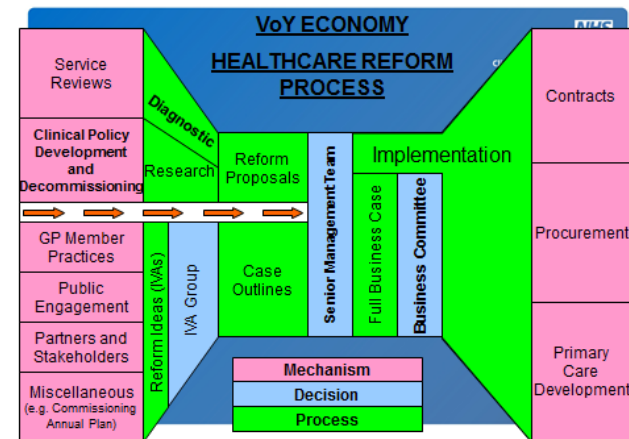 VoY ECONOMY
HEALTHCARE REFORM
PROCESS
NHS
Service
Reviews
Clinical Policy
Development
and
Decommissioning
GP Member
Practices
Public
Engagement
Partners and
Stakeholders
Miscellaneous
(e.g. Commissioning
Annual Plan)
Diagnostic
Research
Reform Ideas (IVAs)
IVA Group
Reform
Proposals
Case
Outlines
Senior Management Team
Implementation
Full Business Case
Business Committee
Contracts
Procurement
Primary
Care
Development
Mechanism
Decision
Process